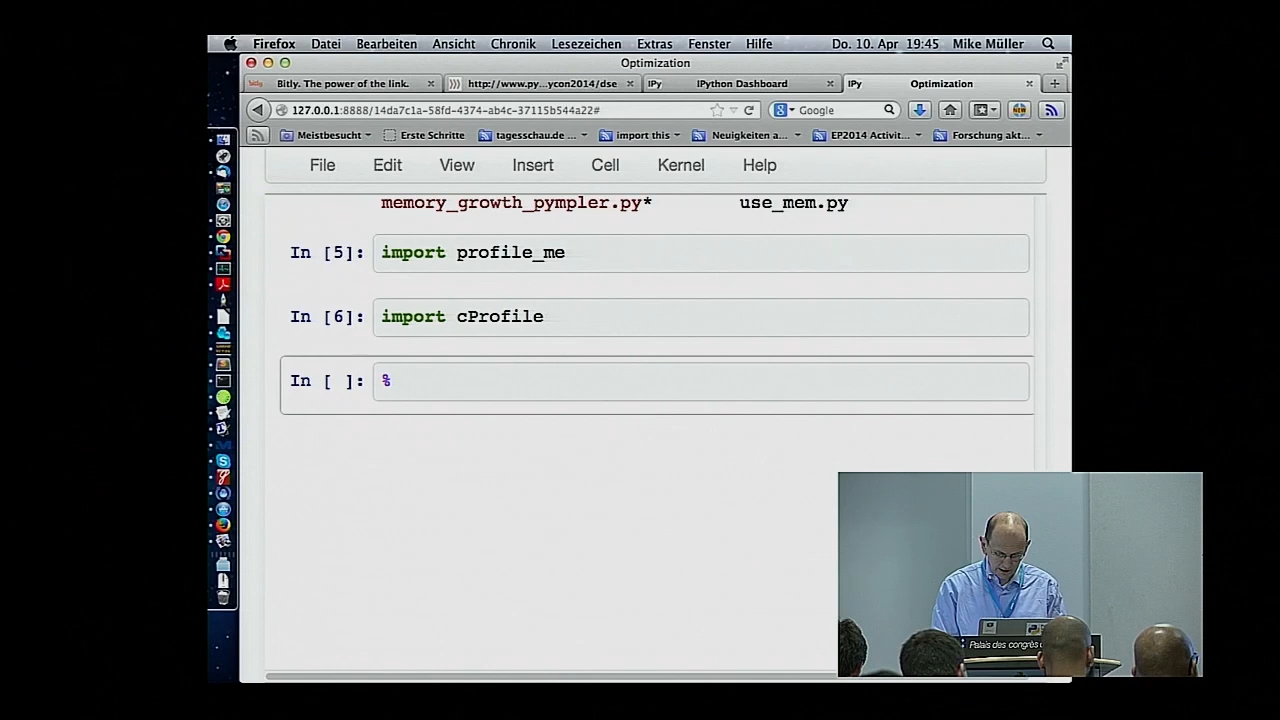 Firefox Datei Bearbeiten Ansicht Chronik Lesezeichen Extras Fenster Hilfe Do. 10. Apr 19:45 Mike Müller
Optimization
Bitly. The power of the link. × http://www.py...ycon2014/dse × IPy IPython Dashboard × IPy Optimization × +
127.0.0.1:8888/14da7c1a-58fd-4374-ab4c-37115b544a22# Google
Meistbesucht Erste Schritte tagesschau.de ... import this Neuigkeiten a... EP2014 Activit... Forschung akt...
File Edit View Insert Cell Kernel Help
memory_growth_pympler.py* use_mem.py
In [5]: import profile_me
In [6]: import cProfile
In [ ]: %
Palais des congrès